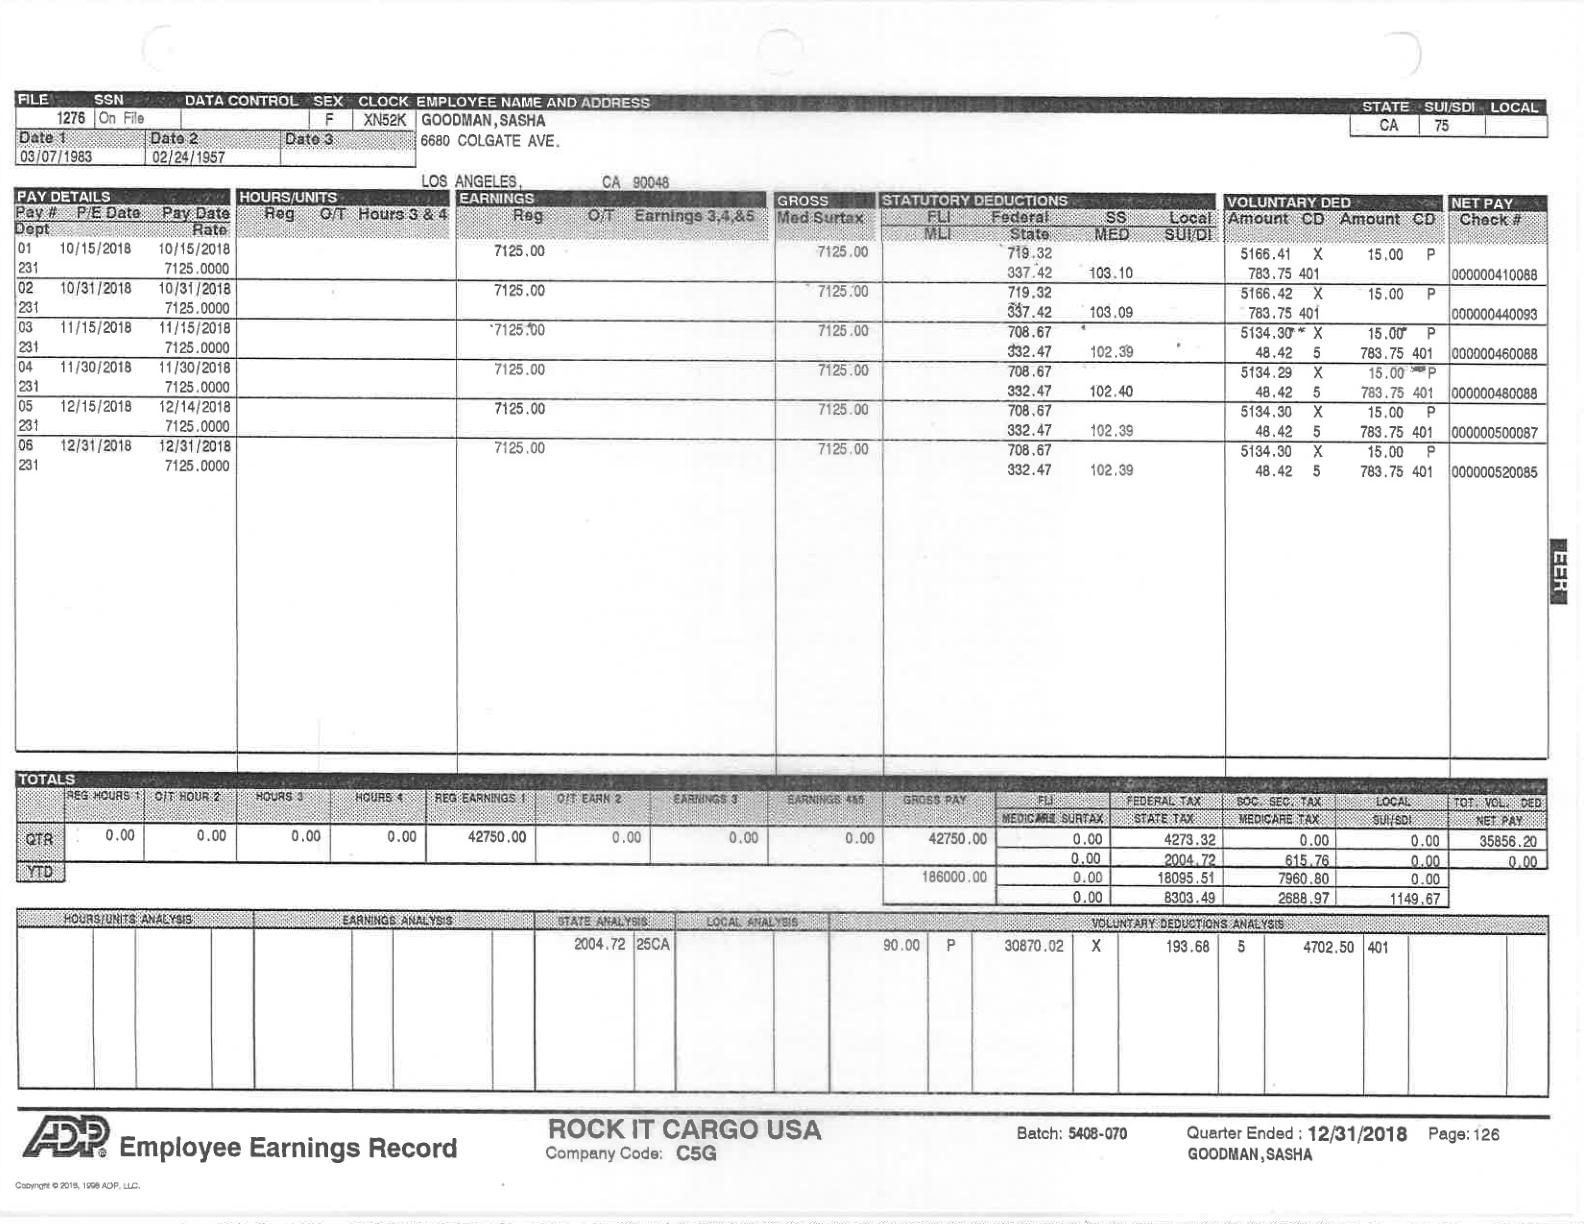 FILE SSN DATA CONTROL SEX CLOCK EMPLOYEE NAME AND ADDRESS STATE SUI/SDI LOCAL
1276 On File F XN52K GOODMAN,SASHA CA 75
Date 1 Date 2 Date 3 6680 COLGATE AVE.
03/07/1983 02/24/1957
LOS ANGELES, CA 90048
PAY DETAILS HOURS/UNITS EARNINGS GROSS STATUTORY DEDUCTIONS VOLUNTARY DED NET PAY
Pay # P/E Date Pay Date Reg O/T Hours 3 & 4 Reg O/T Earnings 3,4,&5 Med Surtax FLI Federal SS Local Amount CD Amount CD Check #
Dept Rate MLI State MED SUI/DI
01 10/15/2018 10/15/2018 7125.00 7125.00 719.32 5166.41 X 15.00 P
231 7125.0000 337.42 103.10 783.75 401 000000410088
02 10/31/2018 10/31/2018 7125.00 7125.00 719.32 5166.42 X 15.00 P
231 7125.0000 337.42 103.09 783.75 401 000000440093
03 11/15/2018 11/15/2018 7125.00 7125.00 708.67 5134.30 X 15.00 P
231 7125.0000 332.47 102.39 48.42 5 783.75 401 000000460088
04 11/30/2018 11/30/2018 7125.00 7125.00 708.67 5134.29 X 15.00 P
231 7125.0000 332.47 102.40 48.42 5 783.75 401 000000480088
05 12/15/2018 12/14/2018 7125.00 7125.00 708.67 5134.30 X 15.00 P
231 7125.0000 332.47 102.39 48.42 5 783.75 401 000000500087
06 12/31/2018 12/31/2018 7125.00 7125.00 708.67 5134.30 X 15.00 P
231 7125.0000 332.47 102.39 48.42 5 783.75 401 000000520085
EER
TOTALS
REG HOURS 1 O/T HOUR 2 HOURS 3 HOURS 4 REG EARNINGS 1 O/T EARN 2 EARNINGS 3 EARNINGS 4&5 GROSS PAY FLI FEDERAL TAX SOC. SEC. TAX LOCAL TOT. VOL. DED
MEDICARE SURTAX STATE TAX MEDICARE TAX SUI/SDI NET PAY
QTR 0.00 0.00 0.00 0.00 42750.00 0.00 0.00 0.00 42750.00 0.00 4273.32 0.00 0.00 35856.20
0.00 2004.72 615.76 0.00 0.00
YTD 186000.00 0.00 18095.51 7960.80 0.00
0.00 8303.49 2688.97 1149.67
HOURS/UNITS ANALYSIS EARNINGS ANALYSIS STATE ANALYSIS LOCAL ANALYSIS VOLUNTARY DEDUCTIONS ANALYSIS
2004.72 25CA 90.00 P 30870.02 X 193.68 5 4702.50 401
ADP Employee Earnings Record
ROCK IT CARGO USA
Company Code: C5G
Batch: 5408-070 Quarter Ended : 12/31/2018 Page: 126
GOODMAN,SASHA
Copyright © 2015, 1998 ADP, LLC.